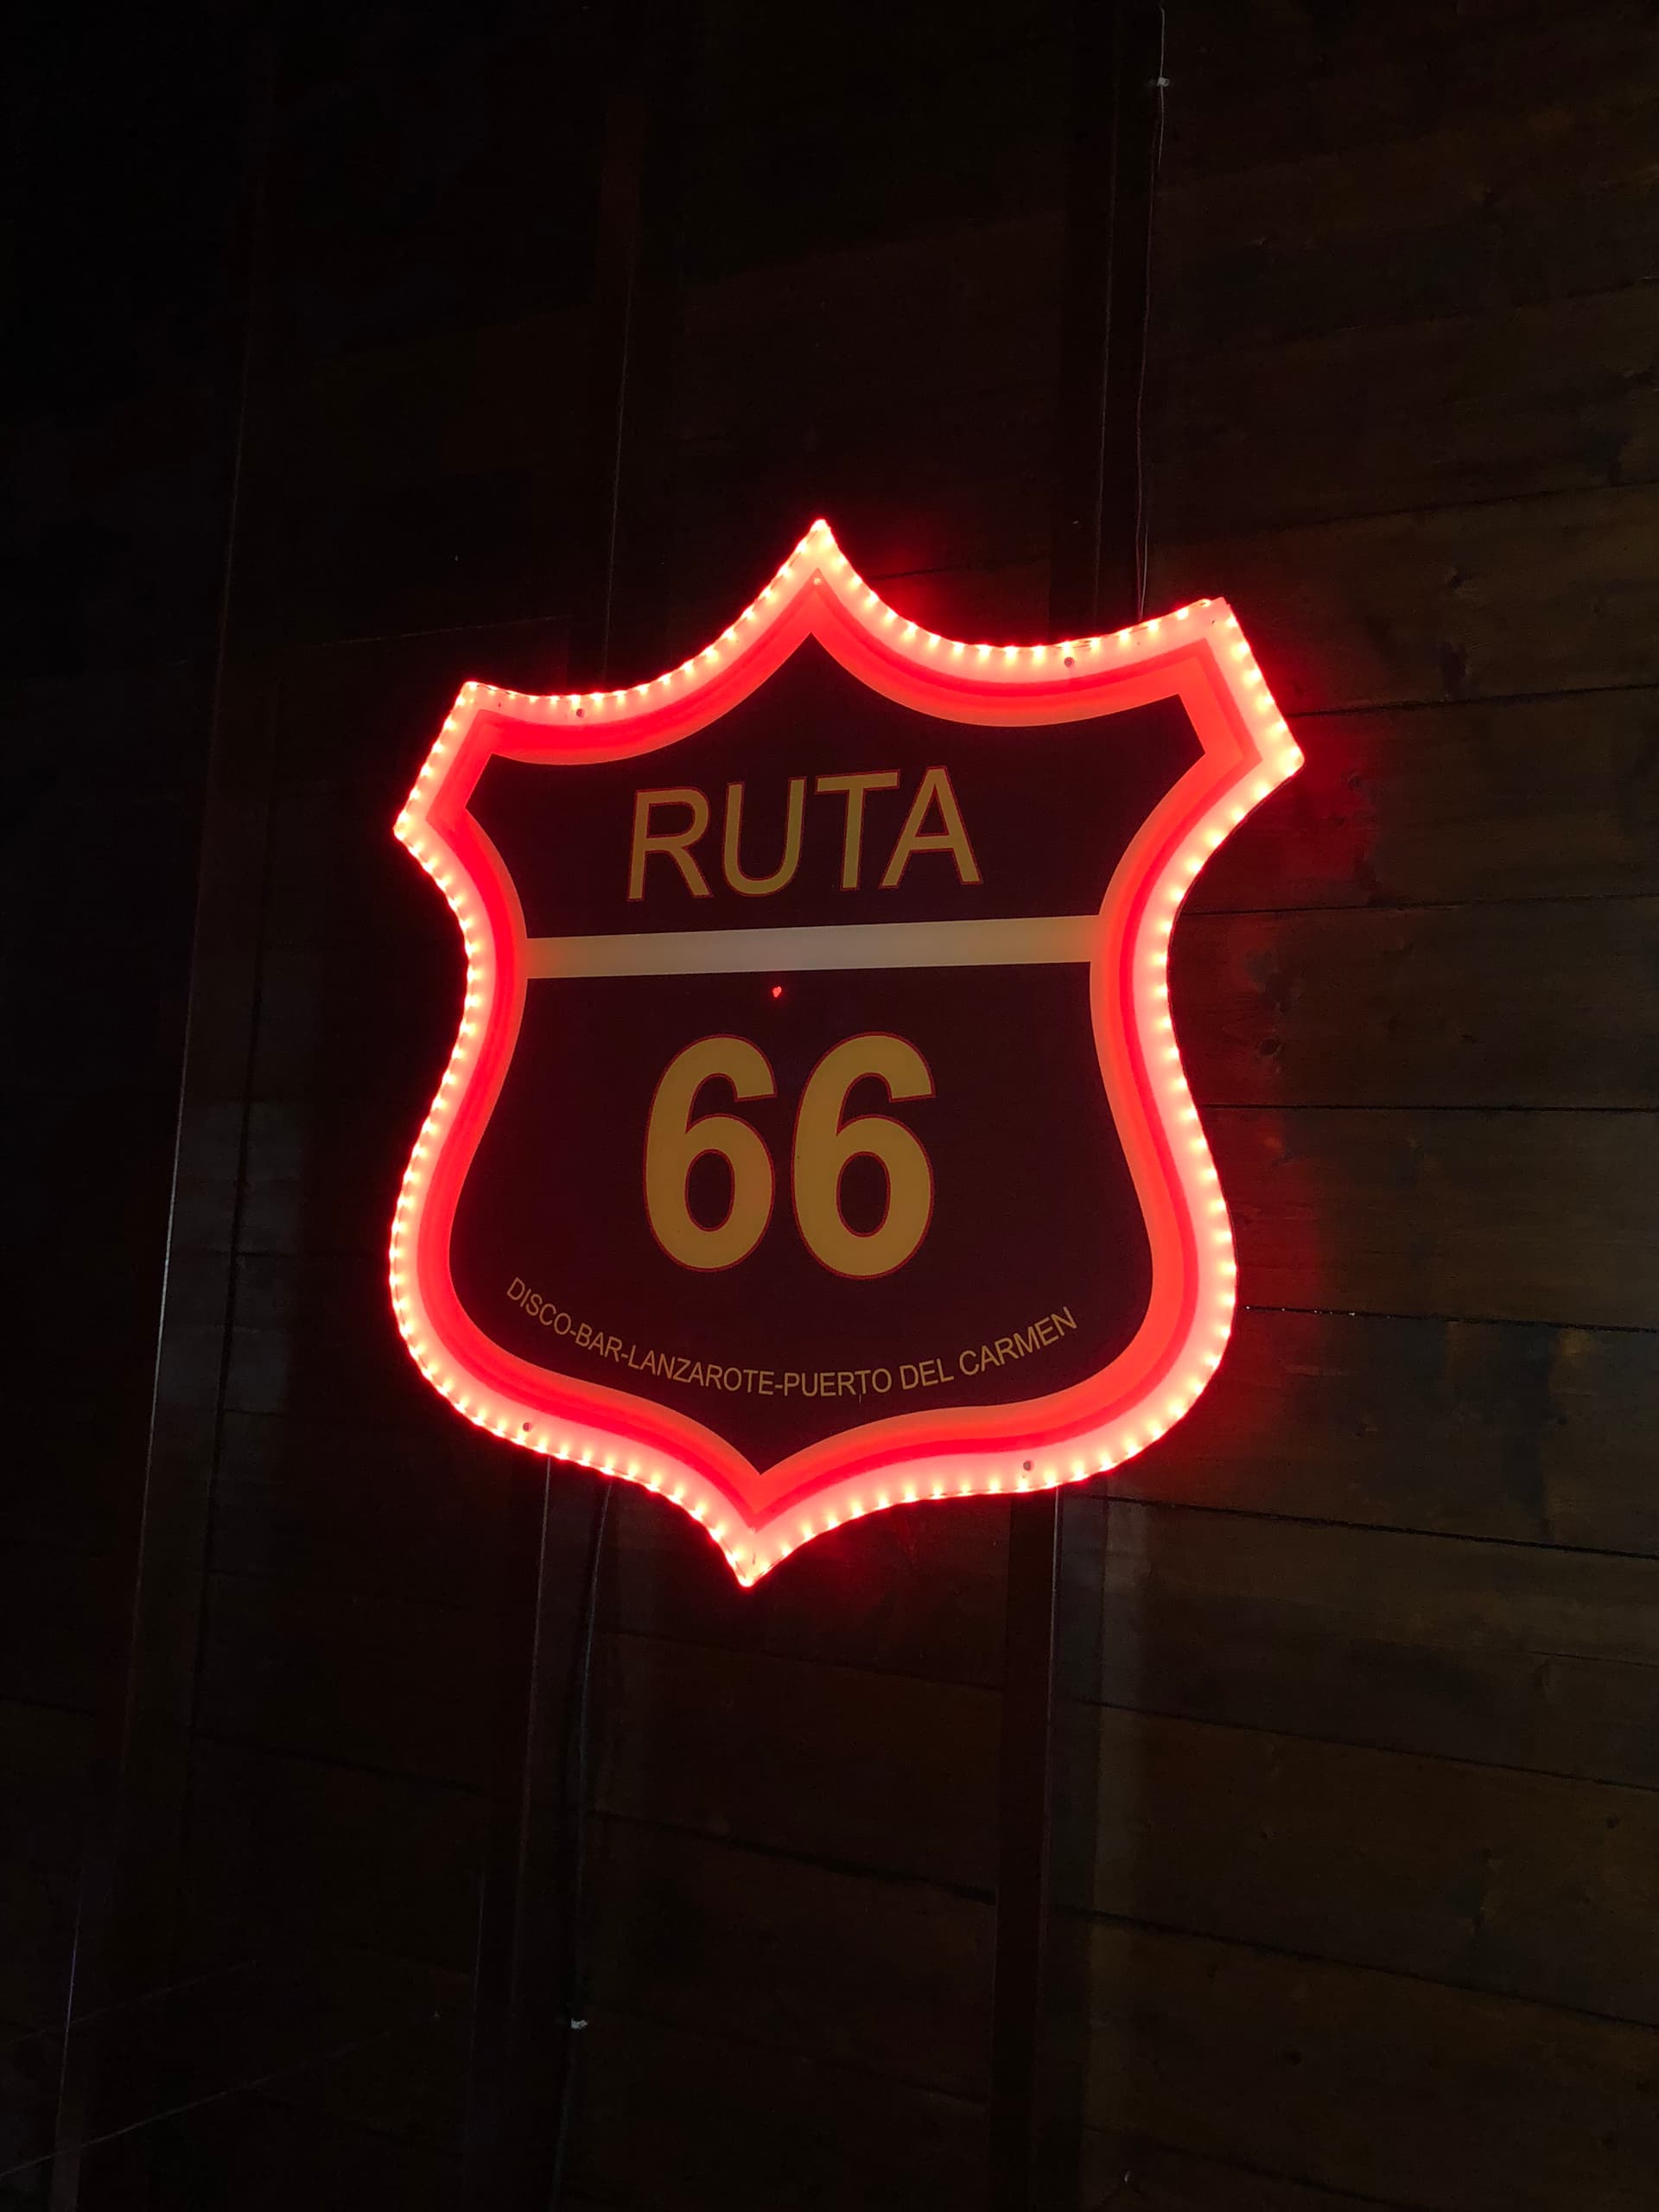 RUTA
66
DISCO-BAR-LANZAROTE-PUERTO DEL CARMEN